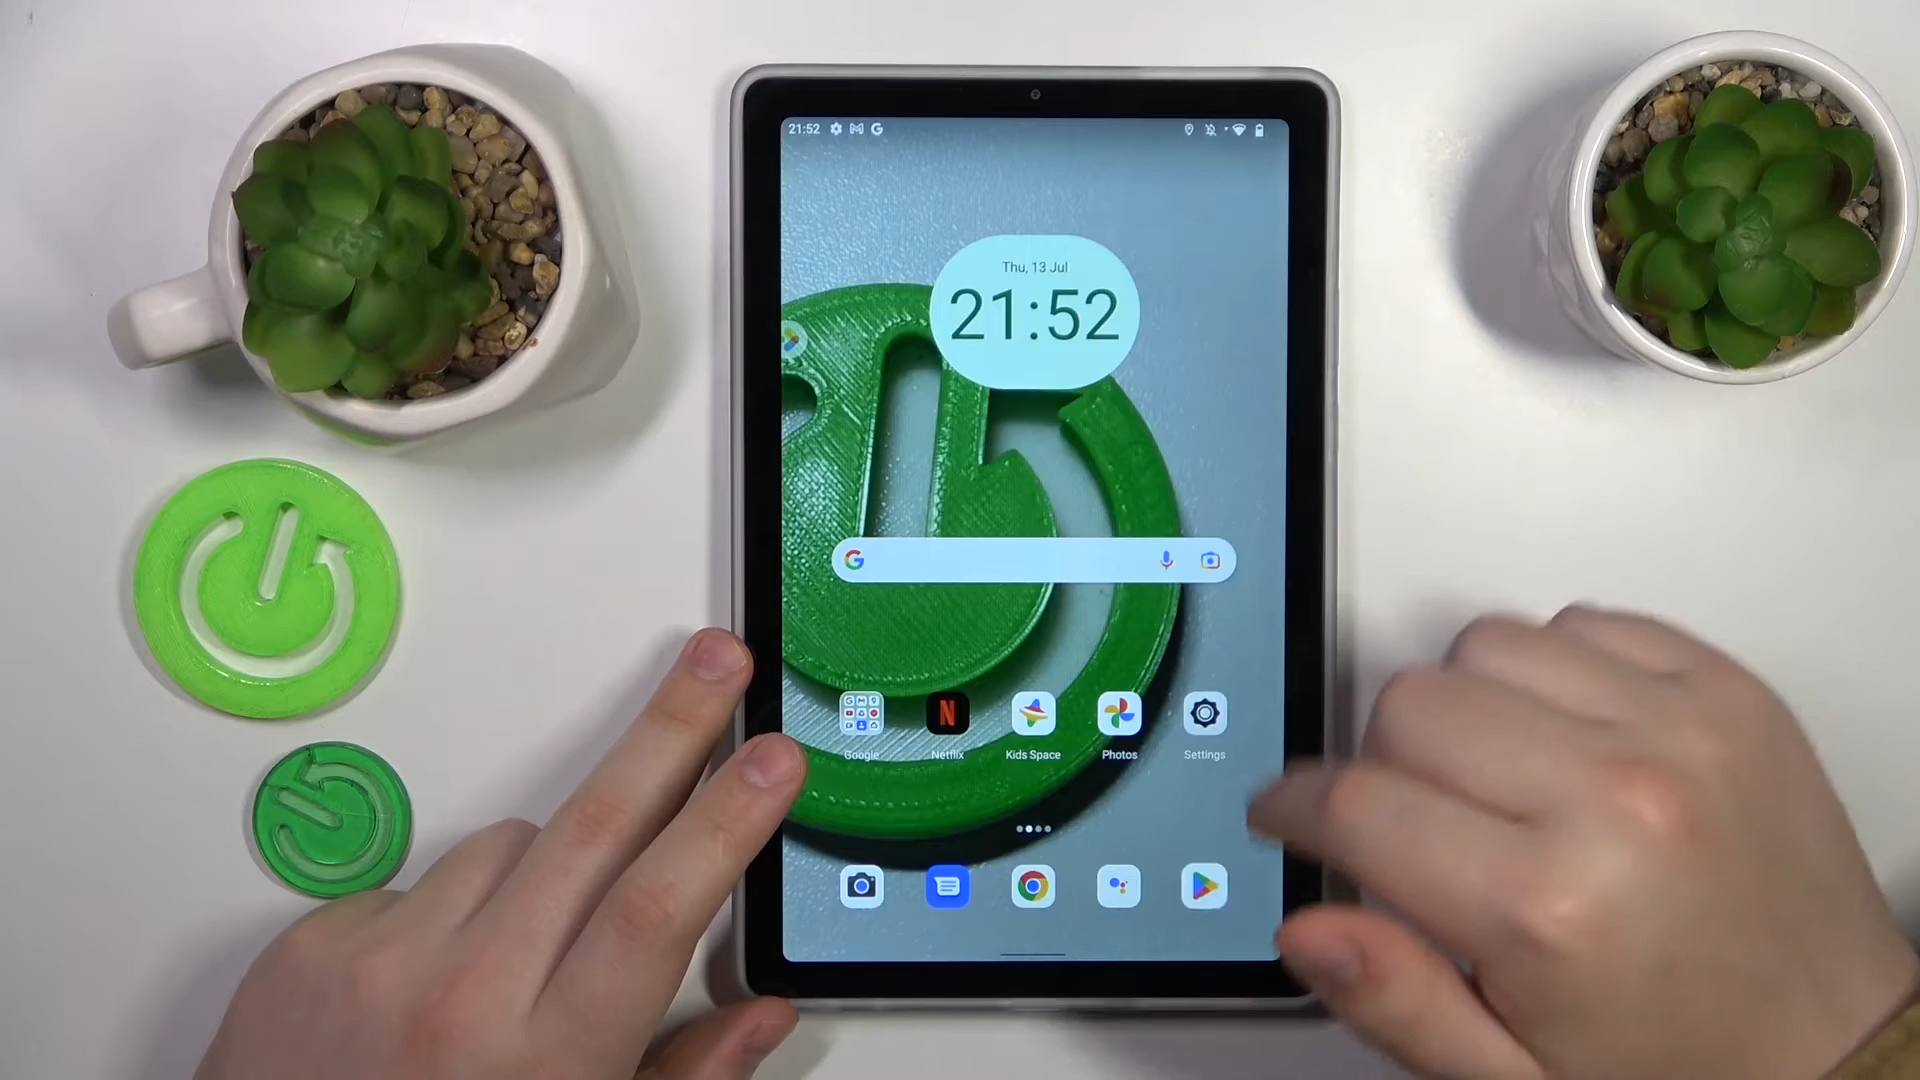 21:52
Thu, 13 Jul
21:52
Google
Netflix
Kids Space
Photos
Settings